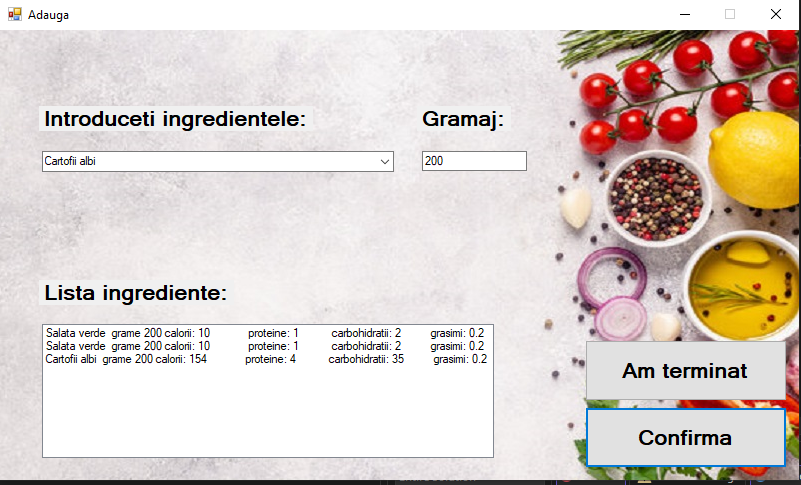 Adauga
Introduceti ingredientele: Gramaj:
Cartofii albi 200
Lista ingrediente:
Salata verde grame 200 calorii: 10 proteine: 1 carbohidratii: 2 grasimi: 0.2
Salata verde grame 200 calorii: 10 proteine: 1 carbohidratii: 2 grasimi: 0.2
Cartofii albi grame 200 calorii: 154 proteine: 4 carbohidratii: 35 grasimi: 0.2
Am terminat
Confirma